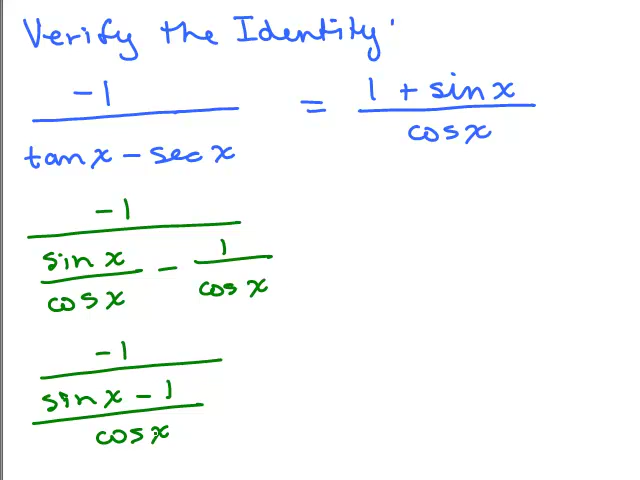 Verify the Identity'
-1 / (tan x - sec x) = (1 + sin x) / cos x
-1 / (sin x / cos x - 1 / cos x)
-1 / ((sin x - 1) / cos x)